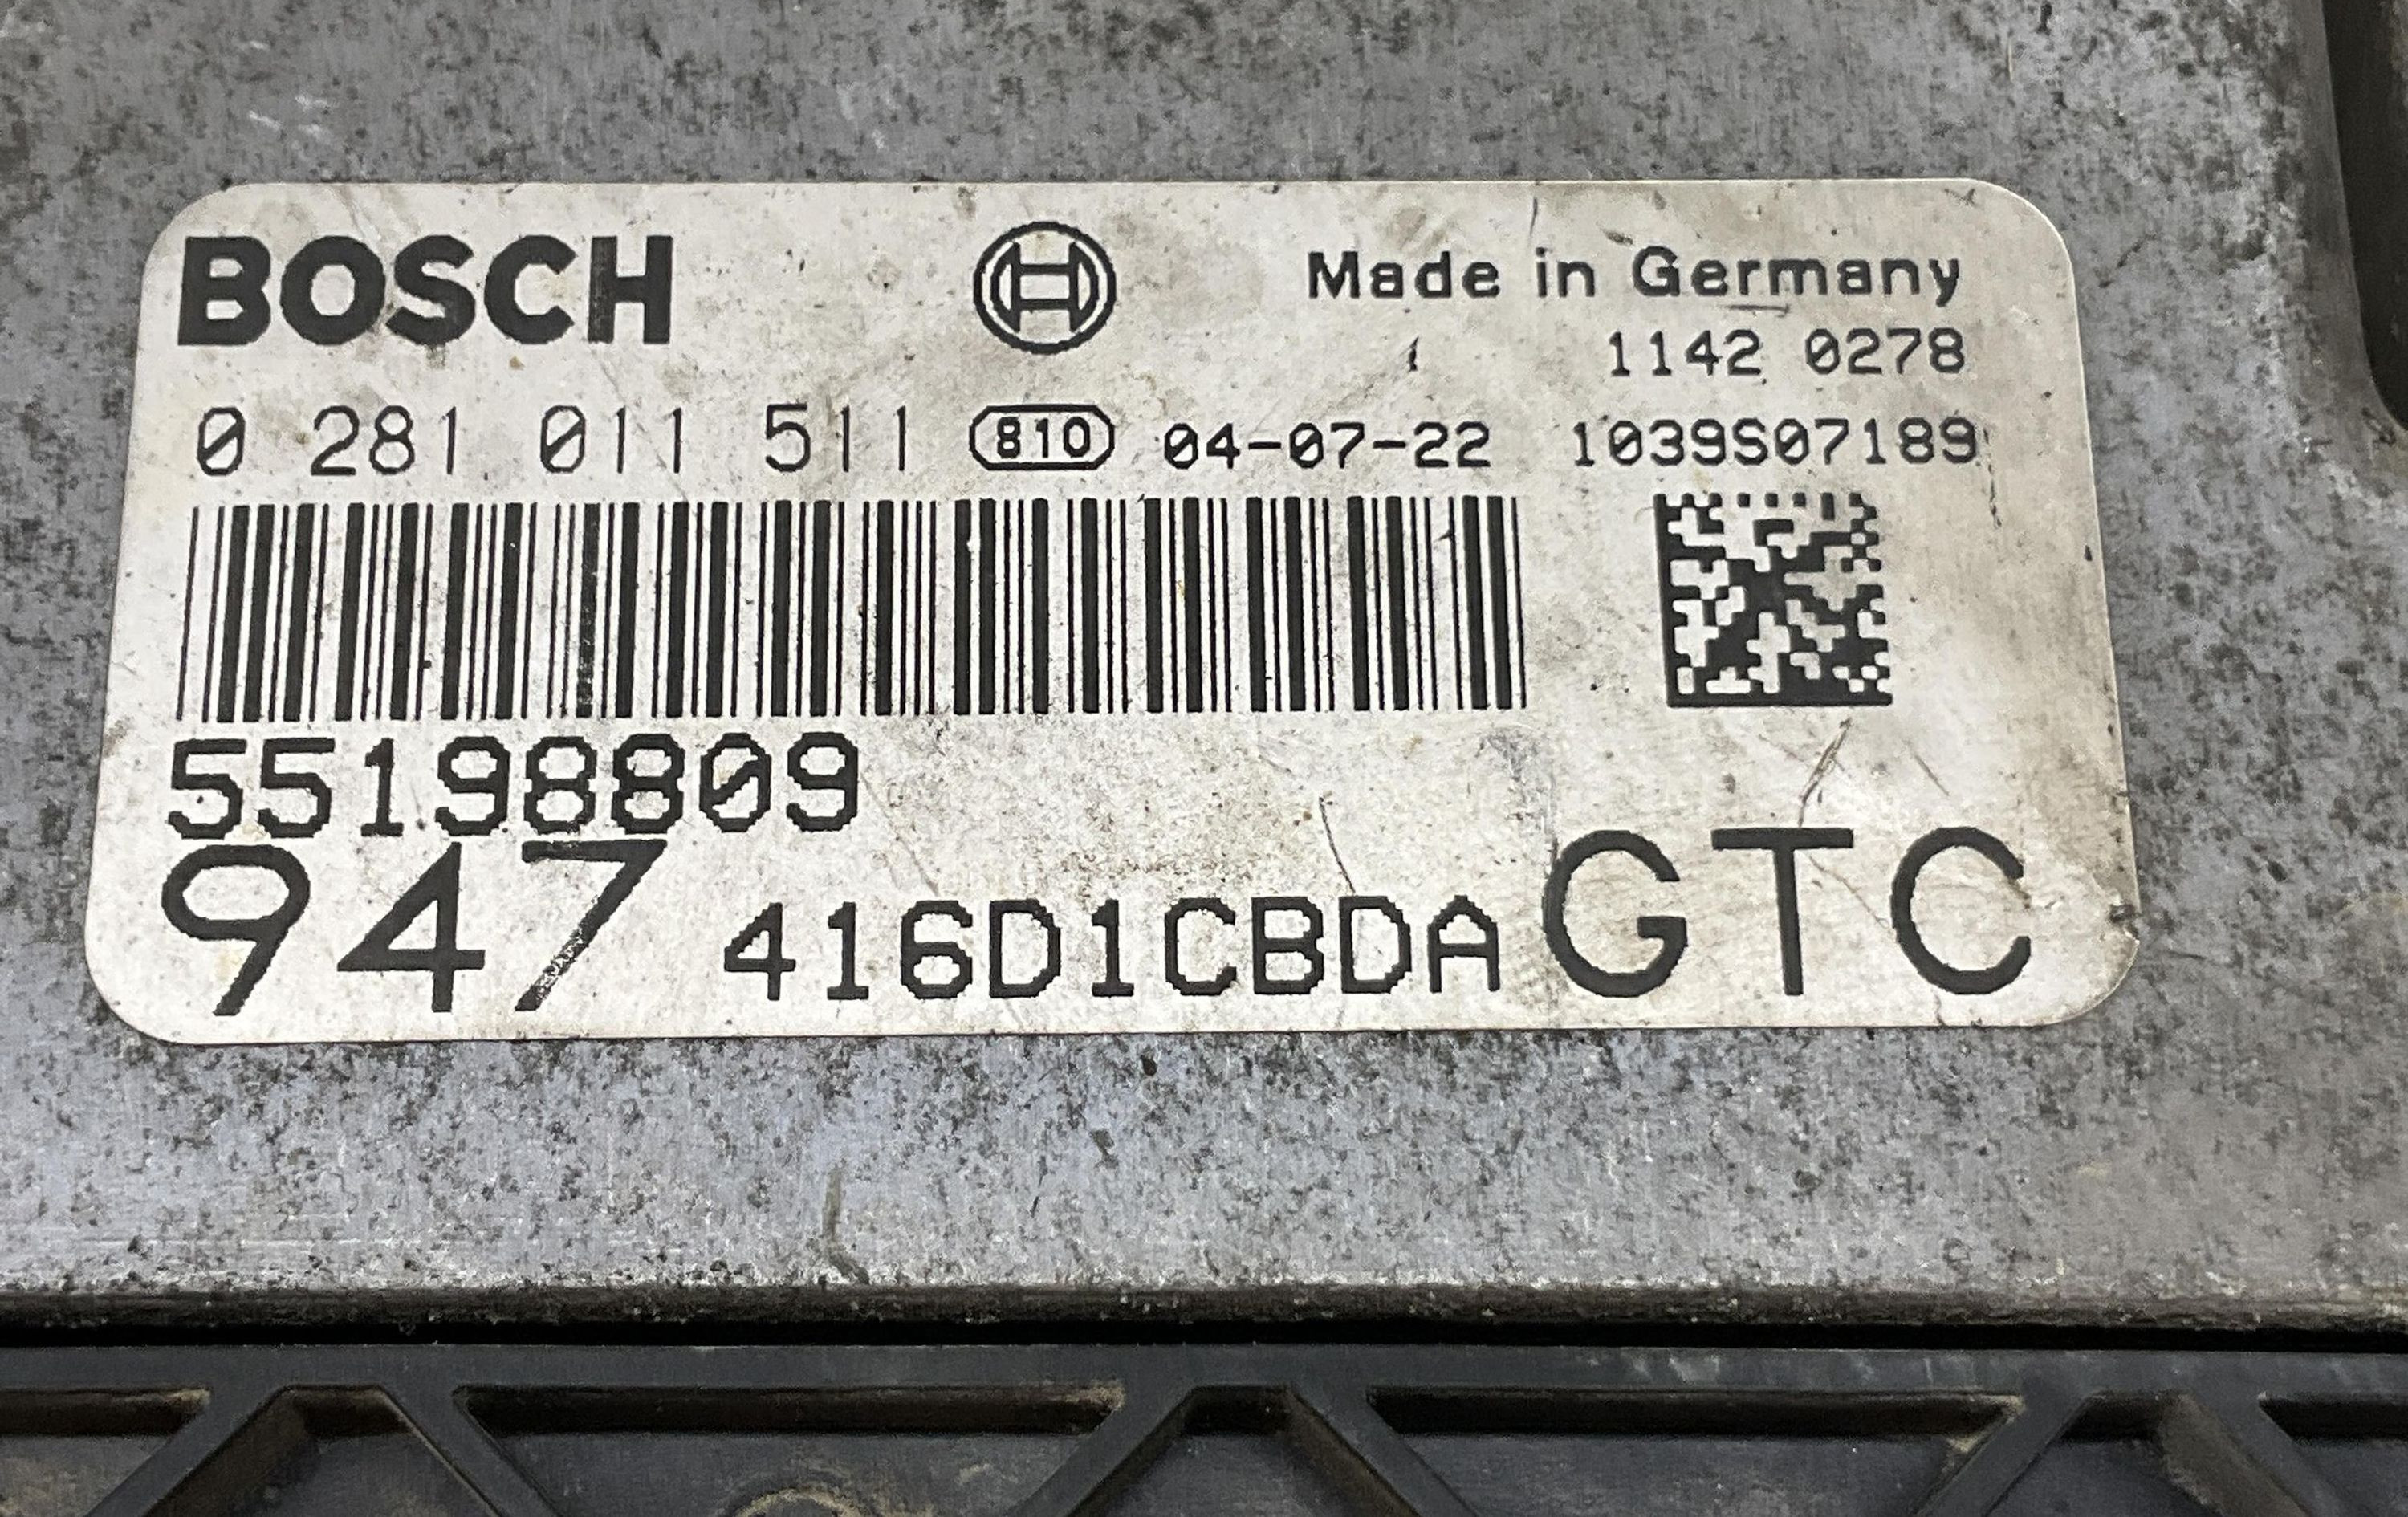 BOSCH Made in Germany
1142 0278
0 281 011 511 810 04-07-22 1039S07189
55198809
947 416D1CBDA GTC